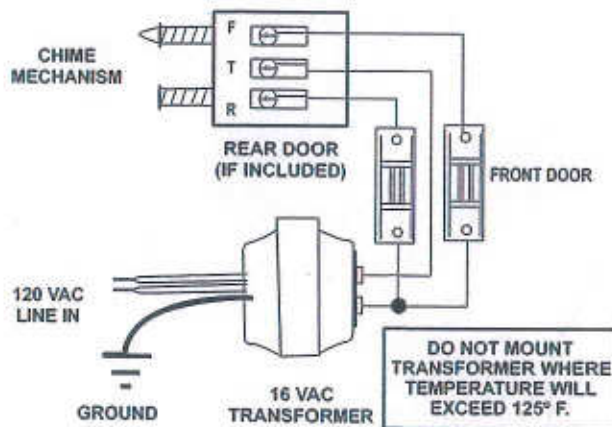 F
T
R
CHIME
MECHANISM
REAR DOOR
(IF INCLUDED)
FRONT DOOR
120 VAC
LINE IN
GROUND
16 VAC
TRANSFORMER
DO NOT MOUNT
TRANSFORMER WHERE
TEMPERATURE WILL
EXCEED 125° F.